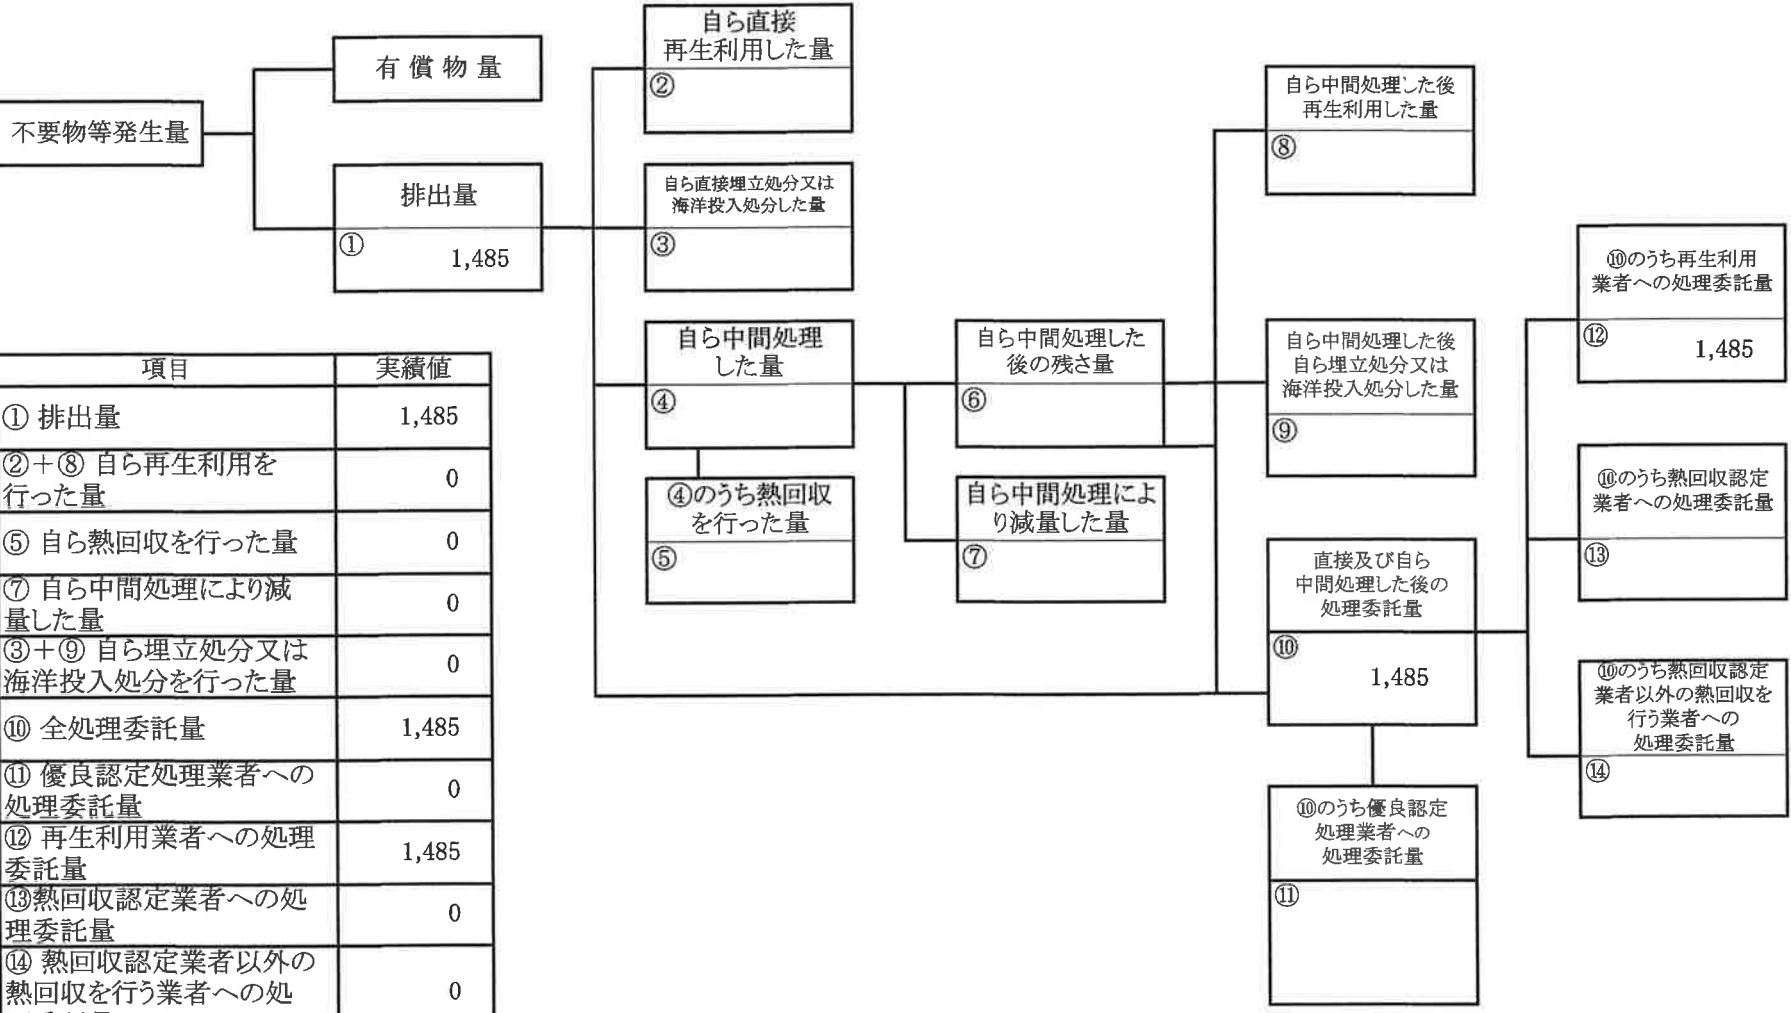 不要物等発生量
有償物量
排出量
①
1,485
自ら直接
再生利用した量
②
自ら直接埋立処分又は
海洋投入処分した量
③
自ら中間処理
した量
④
④のうち熱回収
を行った量
⑤
自ら中間処理した
後の残さ量
⑥
自ら中間処理によ
り減量した量
⑦
自ら中間処理した後
再生利用した量
⑧
自ら中間処理した後
自ら埋立処分又は
海洋投入処分した量
⑨
直接及び自ら
中間処理した後の
処理委託量
⑩
1,485
⑩のうち優良認定
処理業者への
処理委託量
⑪
⑩のうち再生利用
業者への処理委託量
⑫
1,485
⑩のうち熱回収認定
業者への処理委託量
⑬
⑩のうち熱回収認定
業者以外の熱回収を
行う業者への
処理委託量
⑭
項目 実績値
① 排出量 1,485
②＋⑧ 自ら再生利用を
行った量 0
⑤ 自ら熱回収を行った量 0
⑦ 自ら中間処理により減
量した量 0
③＋⑨ 自ら埋立処分又は
海洋投入処分を行った量 0
⑩ 全処理委託量 1,485
⑪ 優良認定処理業者への
処理委託量 0
⑫ 再生利用業者への処理
委託量 1,485
⑬熱回収認定業者への処
理委託量 0
⑭ 熱回収認定業者以外の
熱回収を行う業者への処 0